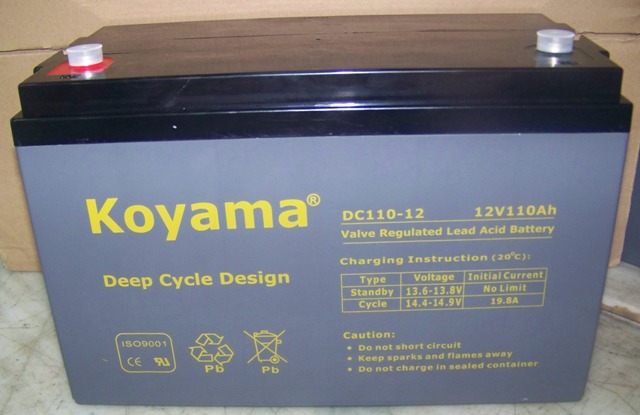 Koyama®
Deep Cycle Design
ISO9001
CE
Pb
Pb
DC110-12 12V110Ah
Valve Regulated Lead Acid Battery
Charging Instruction (20℃):
Type Voltage Initial Current
Standby 13.6-13.8V No Limit
Cycle 14.4-14.9V 19.8A
Caution:
• Do not short circuit
• Keep sparks and flames away
• Do not charge in sealed container